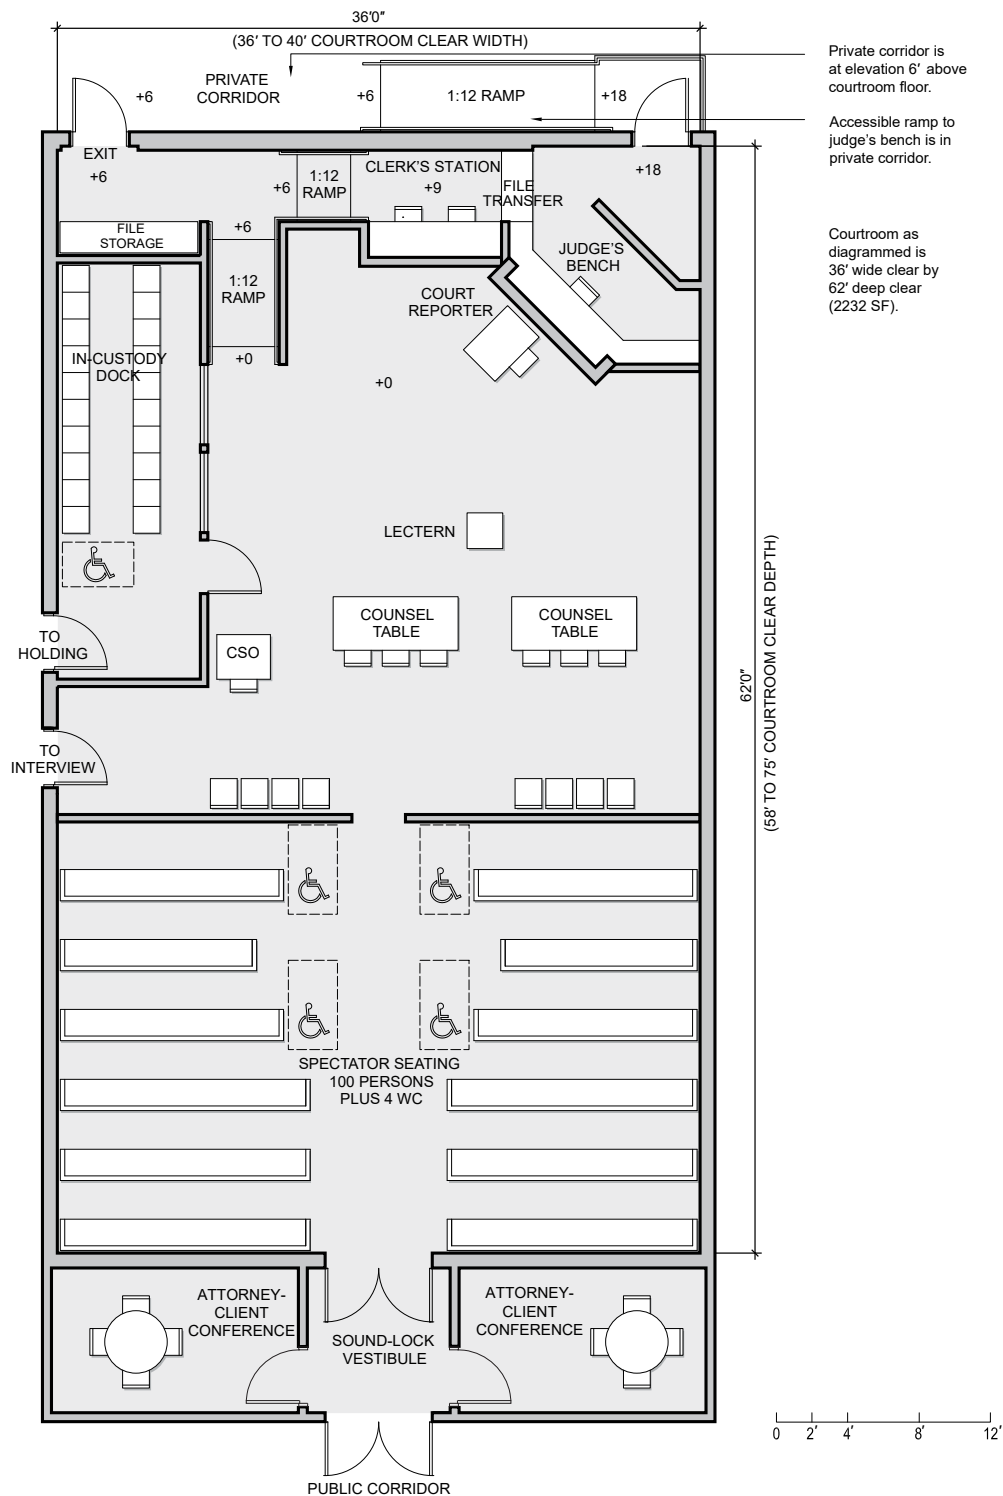 36′0″
(36′ TO 40′ COURTROOM CLEAR WIDTH)
PRIVATE
CORRIDOR
+6
+6
1:12 RAMP
+18
Private corridor is
at elevation 6′ above
courtroom floor.
Accessible ramp to
judge's bench is in
private corridor.
EXIT
+6
+6
1:12
RAMP
CLERK'S STATION
+9
FILE
TRANSFER
+18
FILE
STORAGE
+6
JUDGE'S
BENCH
Courtroom as
diagrammed is
36′ wide clear by
62′ deep clear
(2232 SF).
1:12
RAMP
COURT
REPORTER
IN-CUSTODY
DOCK
+0
+0
LECTERN
COUNSEL
TABLE
COUNSEL
TABLE
TO
HOLDING
CSO
62′0″
(58′ TO 75′ COURTROOM CLEAR DEPTH)
TO
INTERVIEW
SPECTATOR SEATING
100 PERSONS
PLUS 4 WC
ATTORNEY-
CLIENT
CONFERENCE
SOUND-LOCK
VESTIBULE
ATTORNEY-
CLIENT
CONFERENCE
PUBLIC CORRIDOR
0 2′ 4′ 8′ 12′